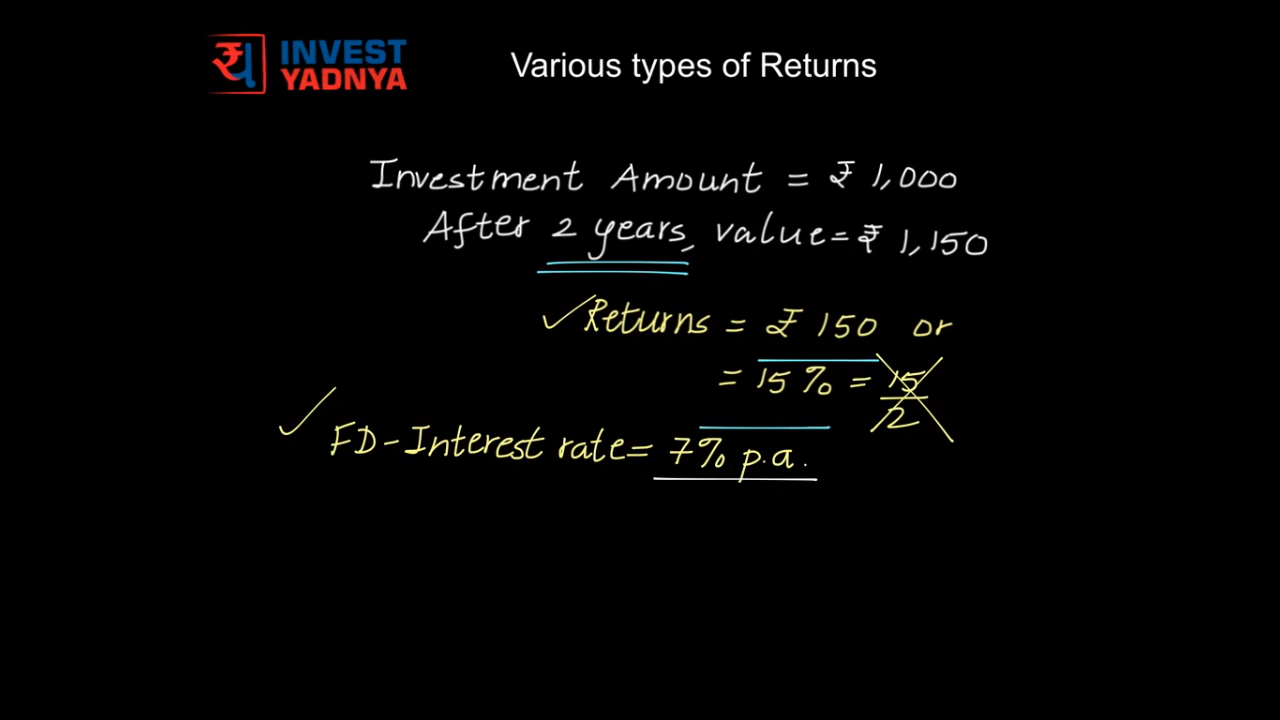 रु INVEST YADNYA
Various types of Returns
Investment Amount = ₹ 1,000
After 2 years, value = ₹ 1,150
✓ Returns = ₹ 150 or
= 15 % = 15/2
✓ FD - Interest rate = 7% p.a.